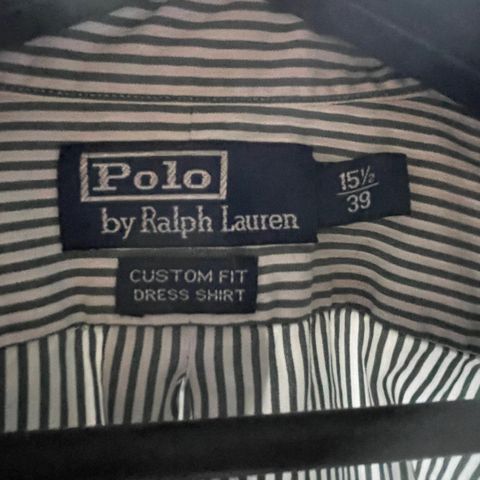 Polo
by Ralph Lauren
15½
39
CUSTOM FIT
DRESS SHIRT